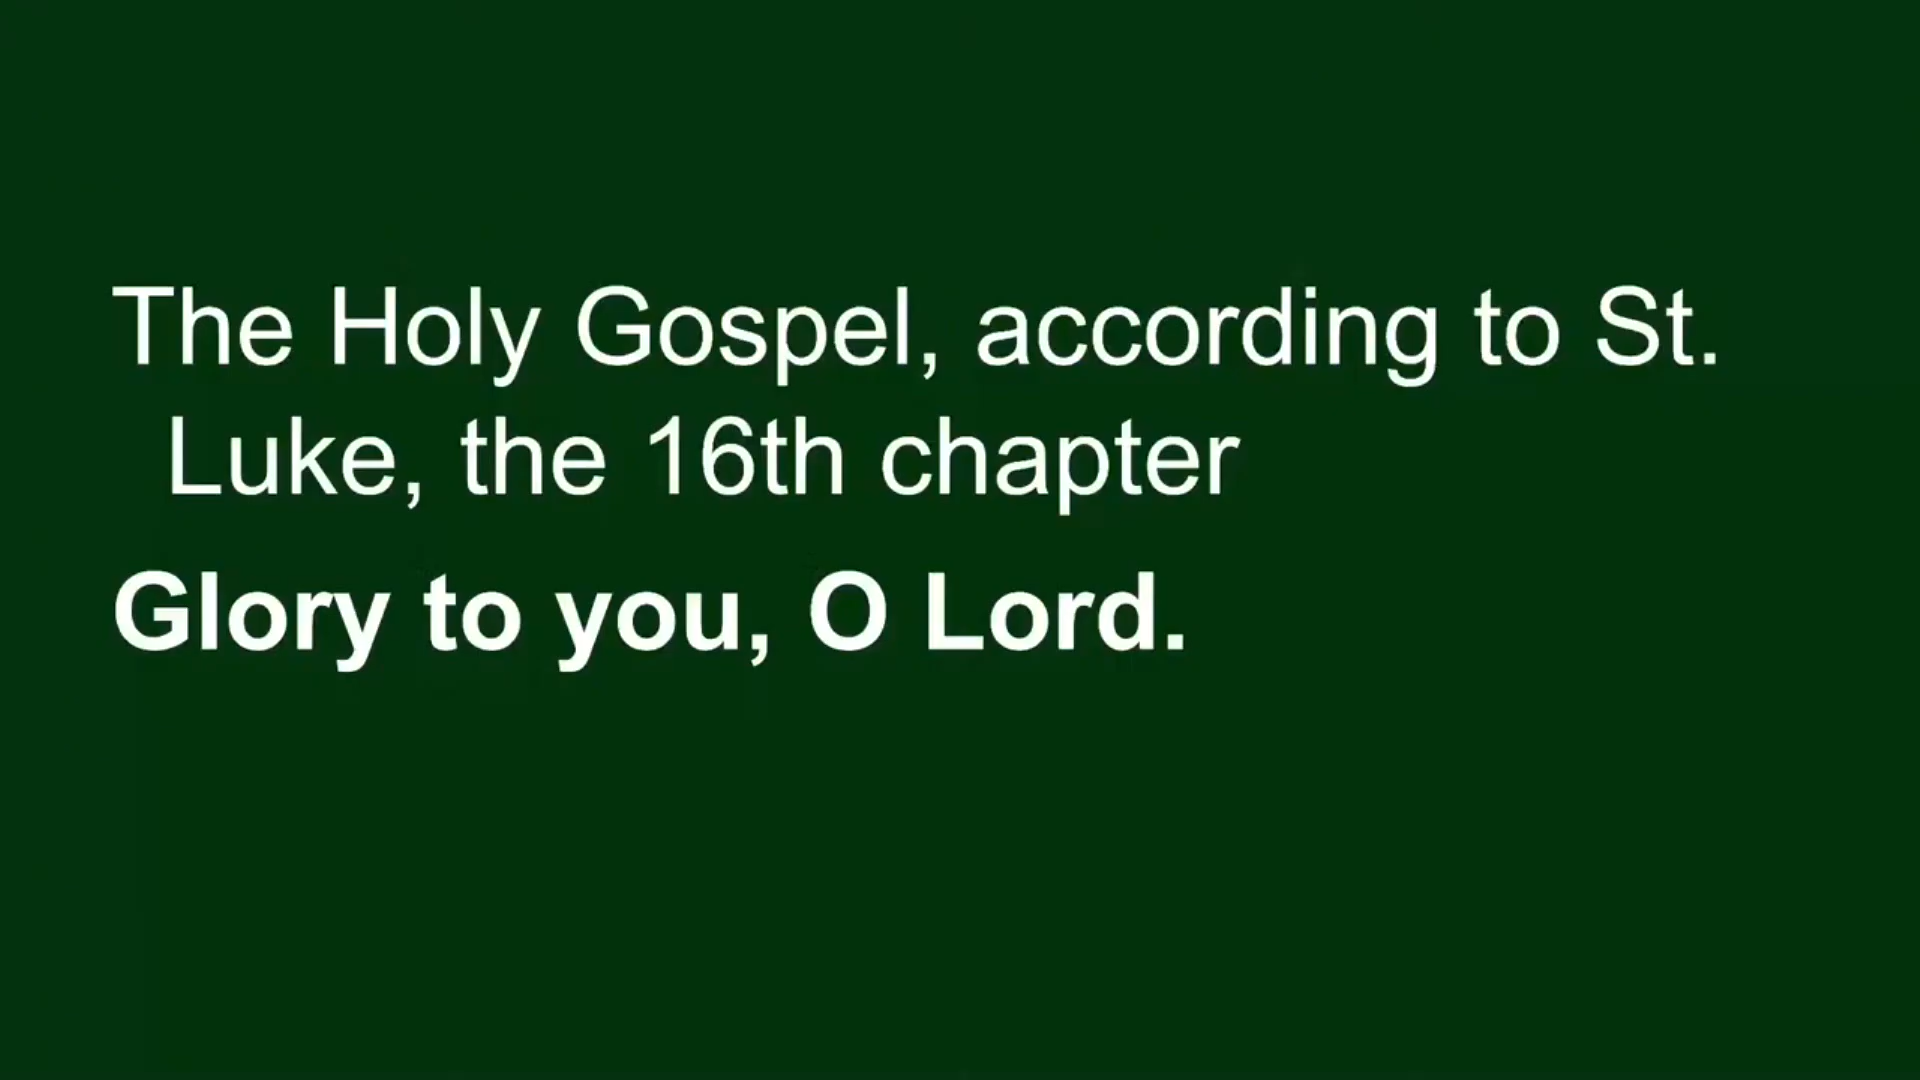 The Holy Gospel, according to St.
Luke, the 16th chapter
Glory to you, O Lord.